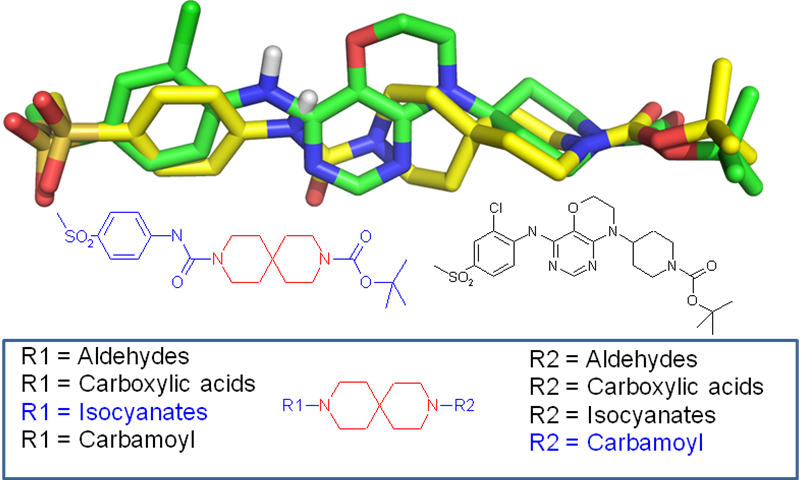 SO2
N
H
O
N
N
O
O
Cl
H
N
O
N
N
N
N
O
O
SO2
R1 = Aldehydes
R1 = Carboxylic acids
R1 = Isocyanates
R1 = Carbamoyl
R1 N N R2
R2 = Aldehydes
R2 = Carboxylic acids
R2 = Isocyanates
R2 = Carbamoyl